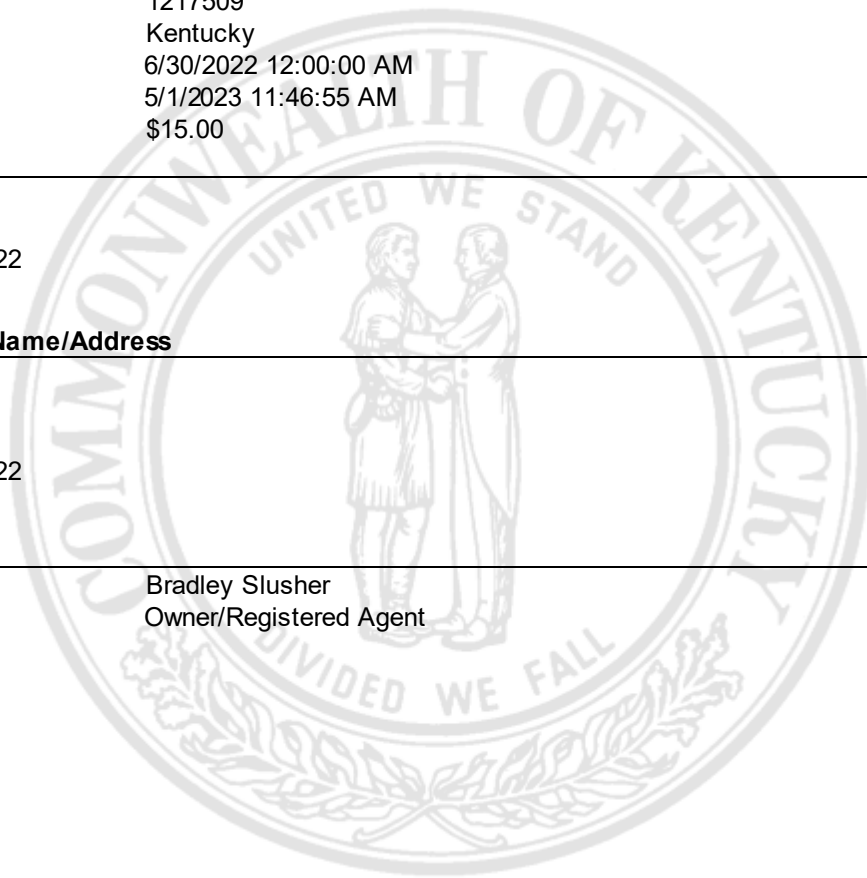 1217509
Kentucky
6/30/2022 12:00:00 AM
5/1/2023 11:46:55 AM
$15.00
COMMONWEALTH OF KENTUCKY
UNITED WE STAND
22
Name/Address
22
Bradley Slusher
Owner/Registered Agent
DIVIDED WE FALL